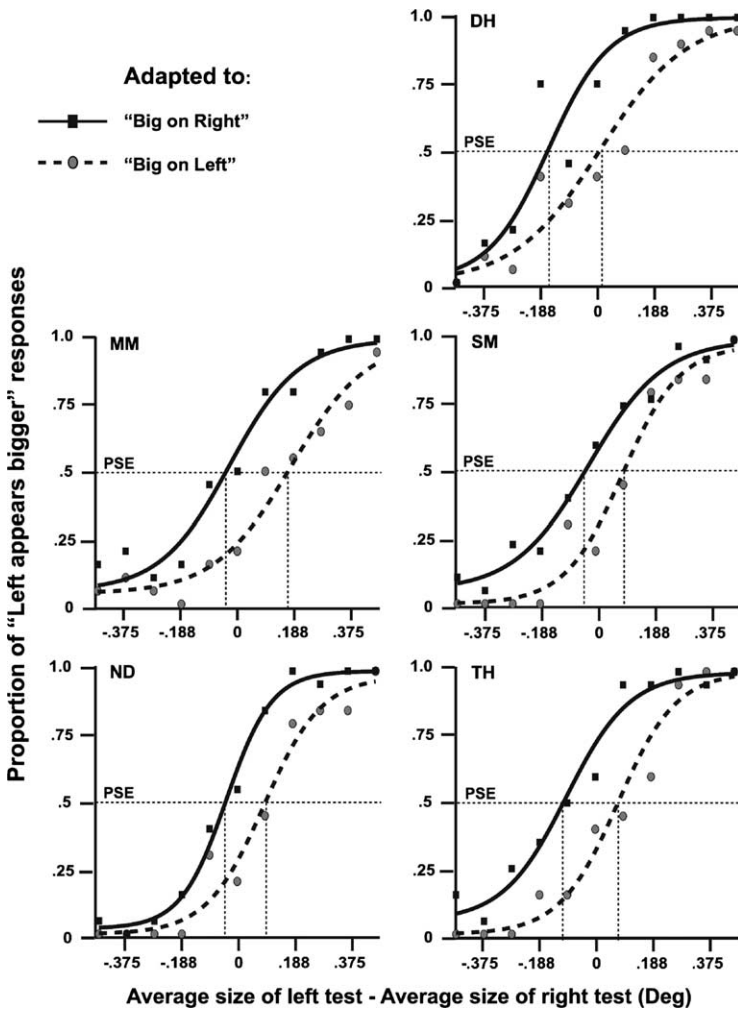 Adapted to:
"Big on Right"
"Big on Left"
Proportion of "Left appears bigger" responses
DH
1.0
.75
.5
.25
0
PSE
-.375 -.188 0 .188 .375
MM
1.0
.75
.5
.25
0
PSE
-.375 -.188 0 .188 .375
SM
1.0
.75
.5
.25
0
PSE
-.375 -.188 0 .188 .375
ND
1.0
.75
.5
.25
0
PSE
-.375 -.188 0 .188 .375
TH
1.0
.75
.5
.25
0
PSE
-.375 -.188 0 .188 .375
Average size of left test - Average size of right test (Deg)